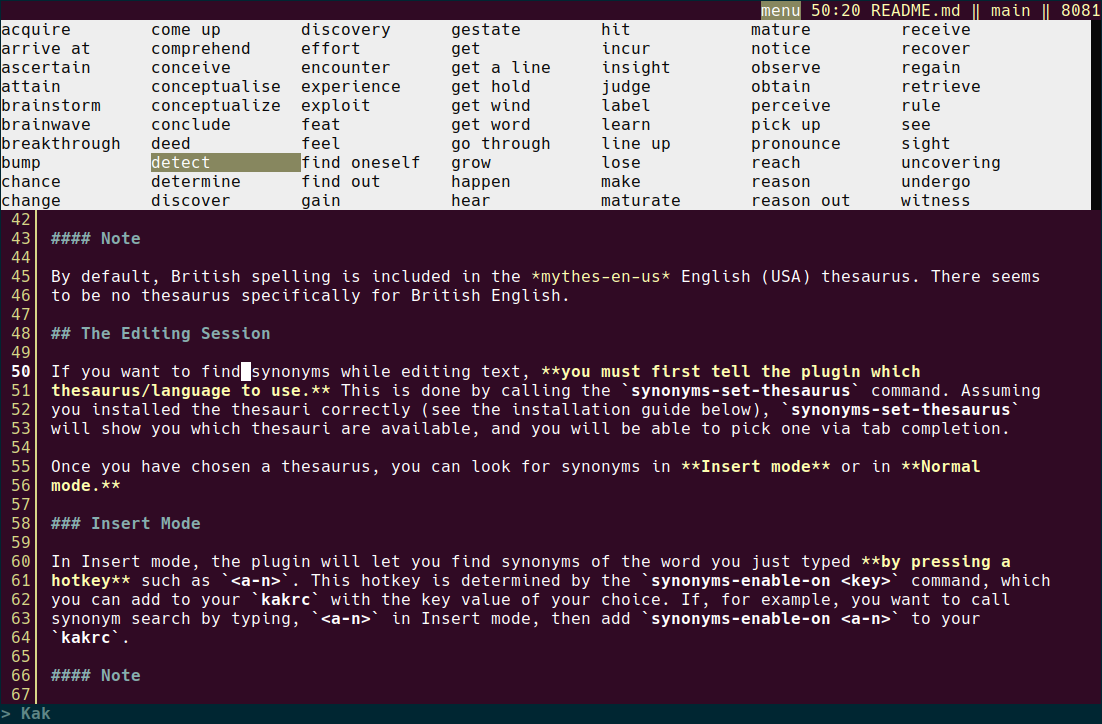 menu 50:20 README.md ‖ main ‖ 8081
acquire come up discovery gestate hit mature receive
arrive at comprehend effort get incur notice recover
ascertain conceive encounter get a line insight observe regain
attain conceptualise experience get hold judge obtain retrieve
brainstorm conceptualize exploit get wind label perceive rule
brainwave conclude feat get word learn pick up see
breakthrough deed feel go through line up pronounce sight
bump detect find oneself grow lose reach uncovering
chance determine find out happen make reason undergo
change discover gain hear maturate reason out witness
42
43 #### Note
44
45 By default, British spelling is included in the *mythes-en-us* English (USA) thesaurus. There seems
46 to be no thesaurus specifically for British English.
47
48 ## The Editing Session
49
50 If you want to find synonyms while editing text, **you must first tell the plugin which
51 thesaurus/language to use.** This is done by calling the `synonyms-set-thesaurus` command. Assuming
52 you installed the thesauri correctly (see the installation guide below), `synonyms-set-thesaurus`
53 will show you which thesauri are available, and you will be able to pick one via tab completion.
54
55 Once you have chosen a thesaurus, you can look for synonyms in **Insert mode** or in **Normal
56 mode.**
57
58 ### Insert Mode
59
60 In Insert mode, the plugin will let you find synonyms of the word you just typed **by pressing a
61 hotkey** such as `<a-n>`. This hotkey is determined by the `synonyms-enable-on <key>` command, which
62 you can add to your `kakrc` with the key value of your choice. If, for example, you want to call
63 synonym search by typing, `<a-n>` in Insert mode, then add `synonyms-enable-on <a-n>` to your
64 `kakrc`.
65
66 #### Note
67
> Kak